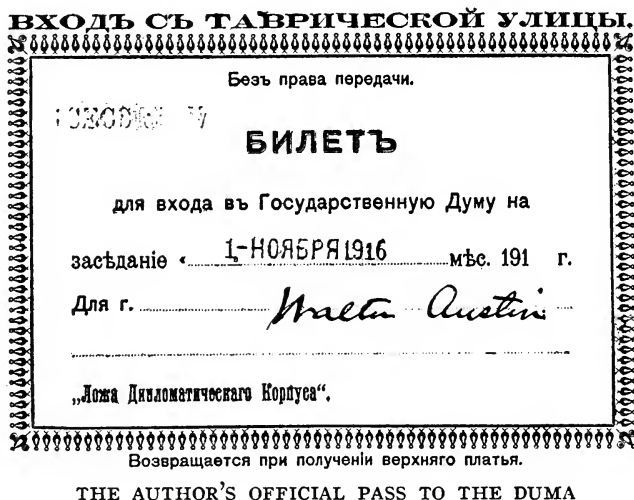 ВХОДЪ СЪ ТАВРИЧЕСКОЙ УЛИЦЫ.
Безъ права передачи.
БИЛЕТЪ
для входа въ Государственную Думу на
засѣданіе « 1-НОЯБРЯ 1916 мѣс. 191 г.
Для г. Walter Austin
„Ложа Дипломатическаго Корпуса“.
Возвращается при полученіи верхняго платья.
THE AUTHOR'S OFFICIAL PASS TO THE DUMA